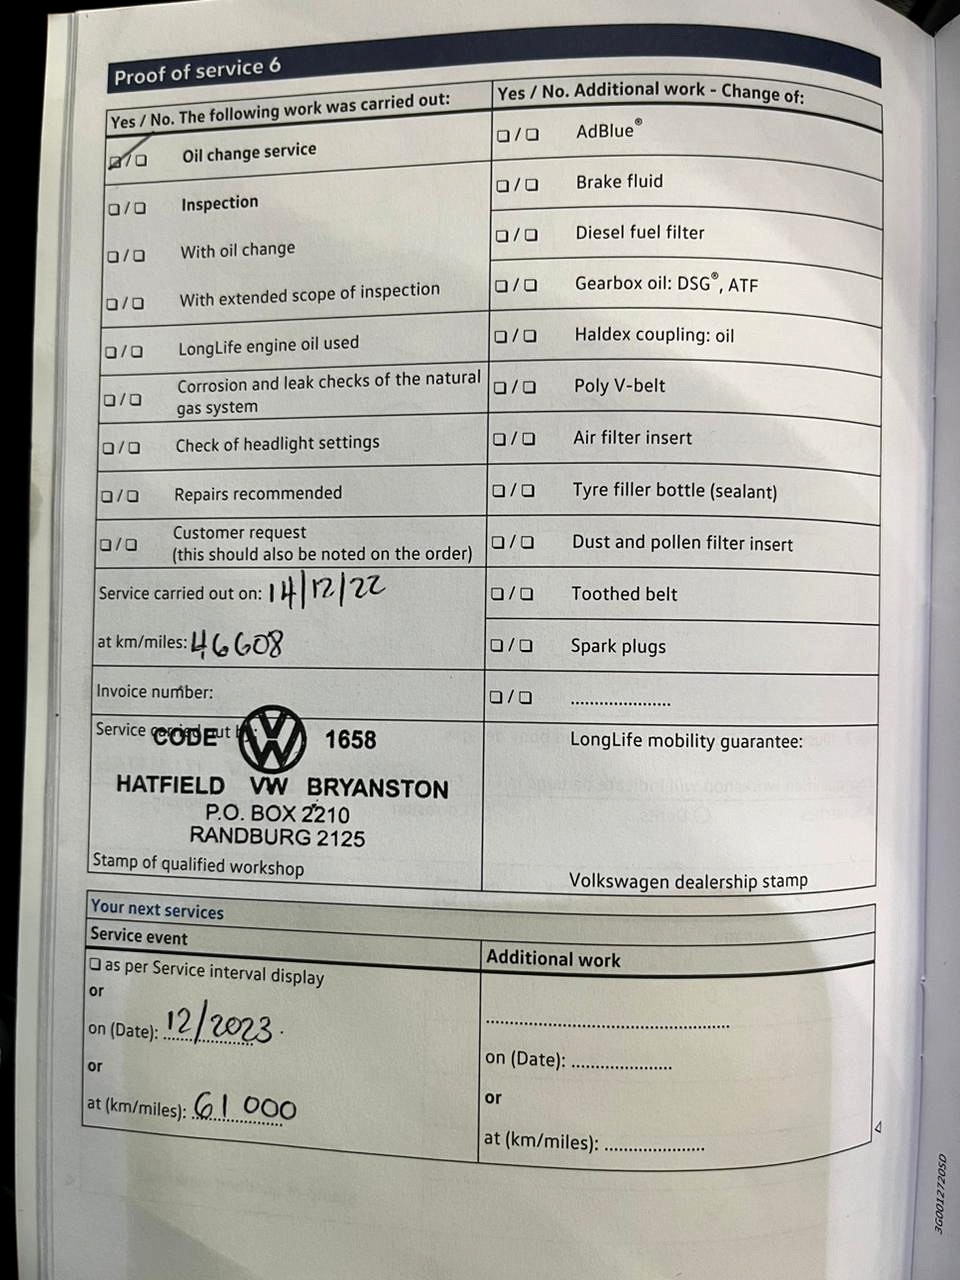 Proof of service 6
Yes / No. The following work was carried out:
☑ / ☐ Oil change service
☐ / ☐ Inspection
☐ / ☐ With oil change
☐ / ☐ With extended scope of inspection
☐ / ☐ LongLife engine oil used
☐ / ☐ Corrosion and leak checks of the natural
gas system
☐ / ☐ Check of headlight settings
☐ / ☐ Repairs recommended
☐ / ☐ Customer request
(this should also be noted on the order)
Service carried out on: 14/12/22
at km/miles: 46608
Invoice number:
Service carried out by:
CODE VW 1658
HATFIELD VW BRYANSTON
P.O. BOX 2210
RANDBURG 2125
Stamp of qualified workshop
Yes / No. Additional work - Change of:
☐ / ☐ AdBlue®
☐ / ☐ Brake fluid
☐ / ☐ Diesel fuel filter
☐ / ☐ Gearbox oil: DSG®, ATF
☐ / ☐ Haldex coupling: oil
☐ / ☐ Poly V-belt
☐ / ☐ Air filter insert
☐ / ☐ Tyre filler bottle (sealant)
☐ / ☐ Dust and pollen filter insert
☐ / ☐ Toothed belt
☐ / ☐ Spark plugs
☐ / ☐ .....................
LongLife mobility guarantee:
Volkswagen dealership stamp
Your next services
Service event
☐ as per Service interval display
or
on (Date): 12/2023.
or
at (km/miles): 61 000
Additional work
....................................................
on (Date): .....................
or
at (km/miles): .....................
3G0012720SD